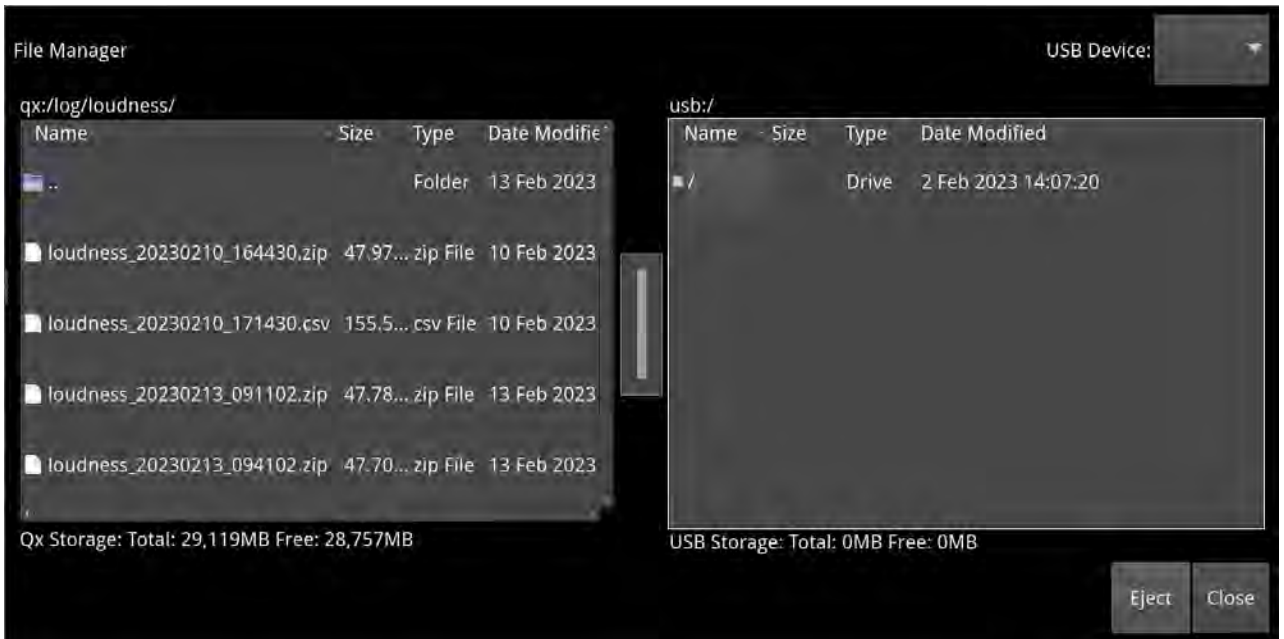 File Manager
USB Device:
qx:/log/loudness/
Name Size Type Date Modifie
.. Folder 13 Feb 2023
loudness_20230210_164430.zip 47.97... zip File 10 Feb 2023
loudness_20230210_171430.csv 155.5... csv File 10 Feb 2023
loudness_20230213_091102.zip 47.78... zip File 13 Feb 2023
loudness_20230213_094102.zip 47.70... zip File 13 Feb 2023
Qx Storage: Total: 29,119MB Free: 28,757MB
usb:/
Name Size Type Date Modified
/ Drive 2 Feb 2023 14:07:20
USB Storage: Total: 0MB Free: 0MB
Eject Close